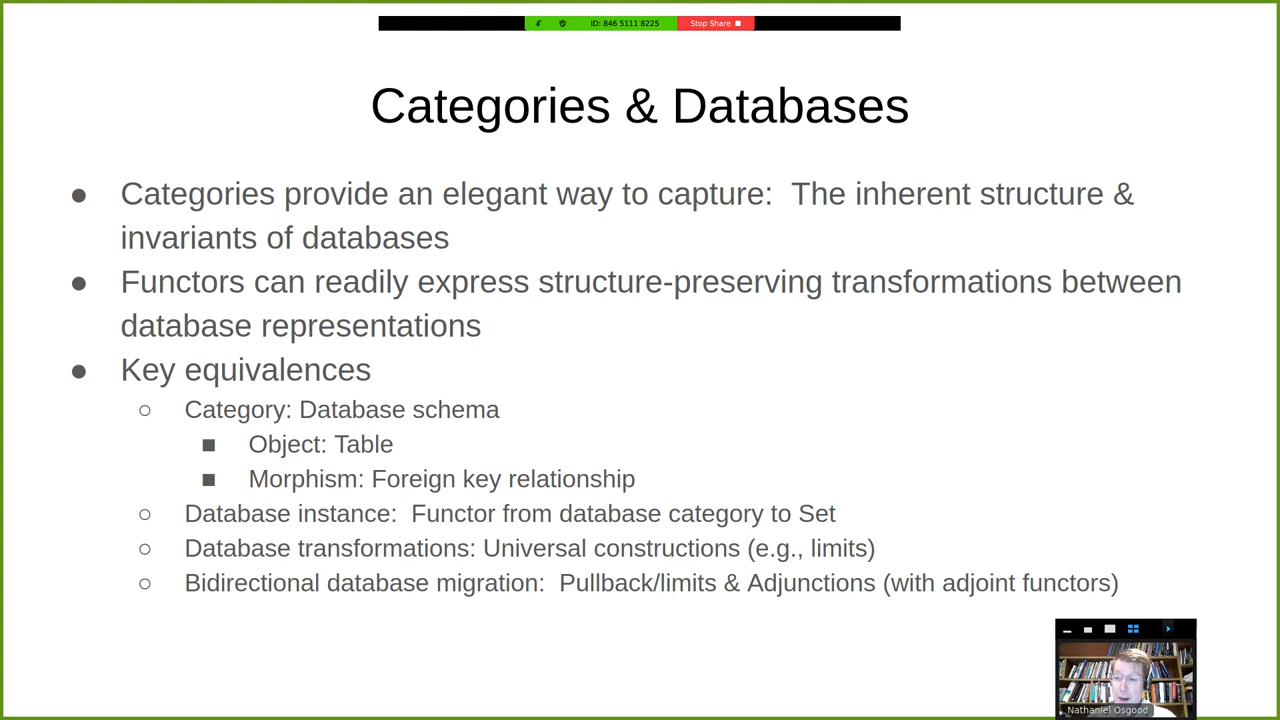 ID: 846 5111 8225 Stop Share
Categories & Databases
● Categories provide an elegant way to capture:  The inherent structure &
invariants of databases
● Functors can readily express structure-preserving transformations between
database representations
● Key equivalences
○ Category: Database schema
■ Object: Table
■ Morphism: Foreign key relationship
○ Database instance:  Functor from database category to Set
○ Database transformations: Universal constructions (e.g., limits)
○ Bidirectional database migration:  Pullback/limits & Adjunctions (with adjoint functors)
Nathaniel Osgood